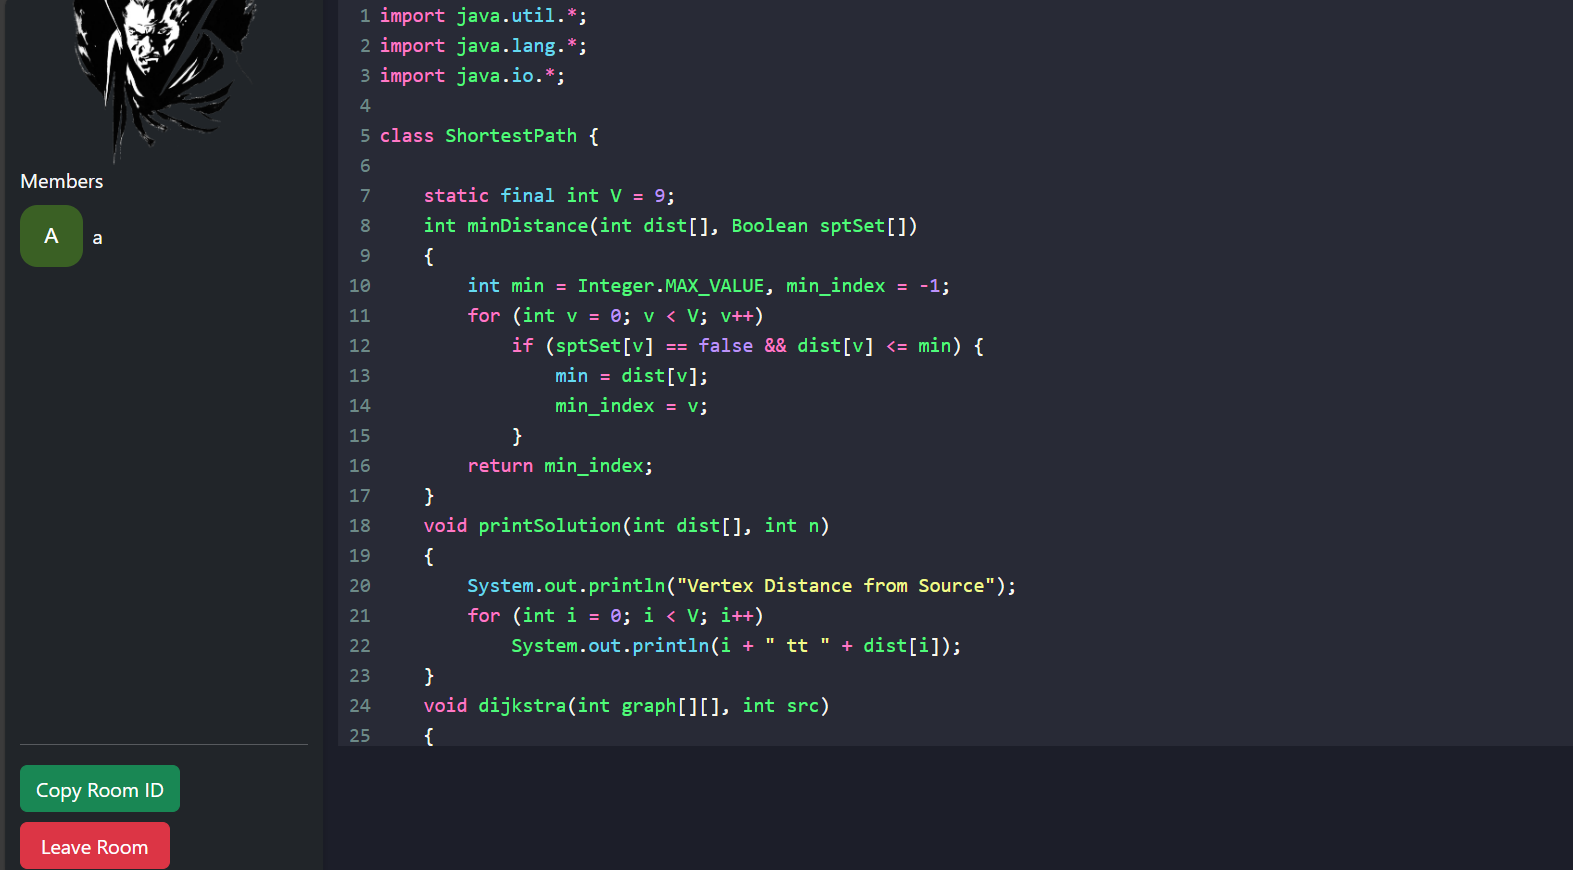 Members
A a
Copy Room ID
Leave Room
1 import java.util.*;
2 import java.lang.*;
3 import java.io.*;
4
5 class ShortestPath {
6
7     static final int V = 9;
8     int minDistance(int dist[], Boolean sptSet[])
9     {
10         int min = Integer.MAX_VALUE, min_index = -1;
11         for (int v = 0; v < V; v++)
12             if (sptSet[v] == false && dist[v] <= min) {
13                 min = dist[v];
14                 min_index = v;
15             }
16         return min_index;
17     }
18     void printSolution(int dist[], int n)
19     {
20         System.out.println("Vertex Distance from Source");
21         for (int i = 0; i < V; i++)
22             System.out.println(i + " tt " + dist[i]);
23     }
24     void dijkstra(int graph[][], int src)
25     {